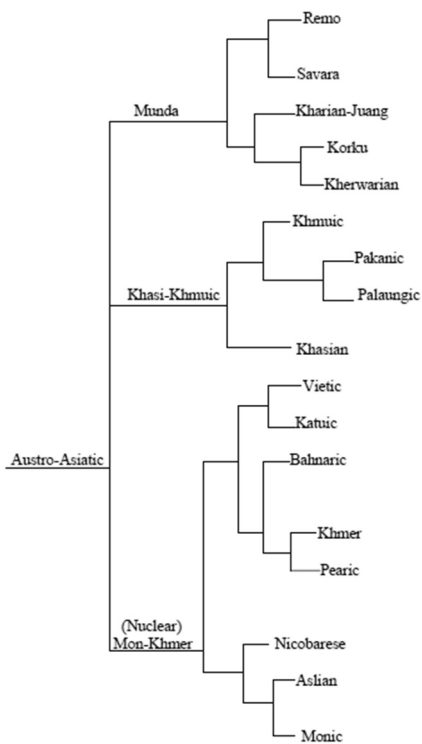 Remo
Savara
Munda
Kharian-Juang
Korku
Kherwarian
Khmuic
Pakanic
Khasi-Khmuic
Palaungic
Khasian
Vietic
Katuic
Austro-Asiatic
Bahnaric
Khmer
Pearic
(Nuclear)
Mon-Khmer
Nicobarese
Aslian
Monic